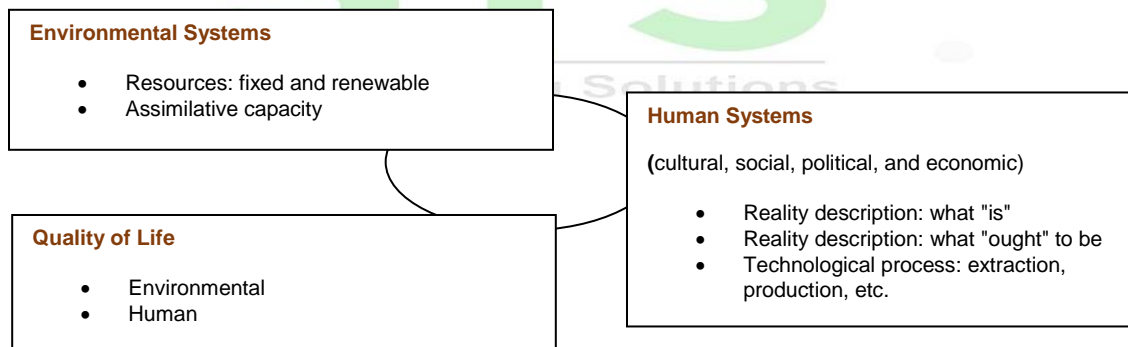 Environmental Systems
• Resources: fixed and renewable
• Assimilative capacity
Solutions
Human Systems
(cultural, social, political, and economic)
• Reality description: what "is"
• Reality description: what "ought" to be
• Technological process: extraction,
production, etc.
Quality of Life
• Environmental
• Human